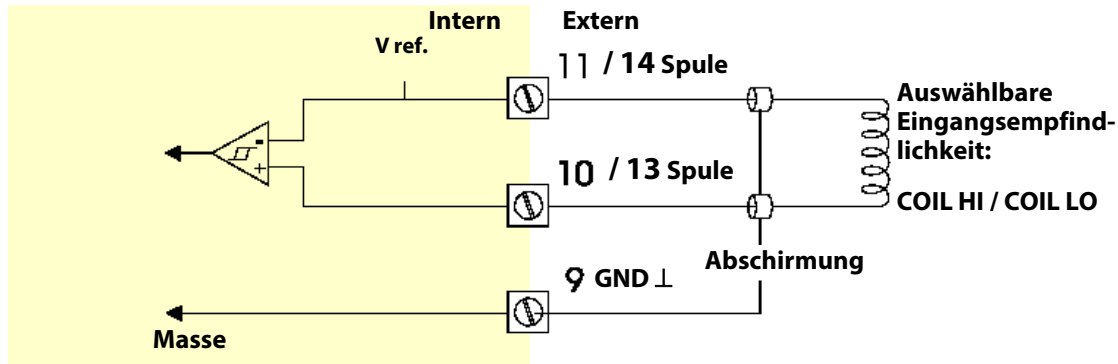 Intern
Extern
V ref.
11 / 14 Spule
Auswählbare
Eingangsempfind-
lichkeit:
- +
10 / 13 Spule
COIL HI / COIL LO
Abschirmung
9 GND ⊥
Masse